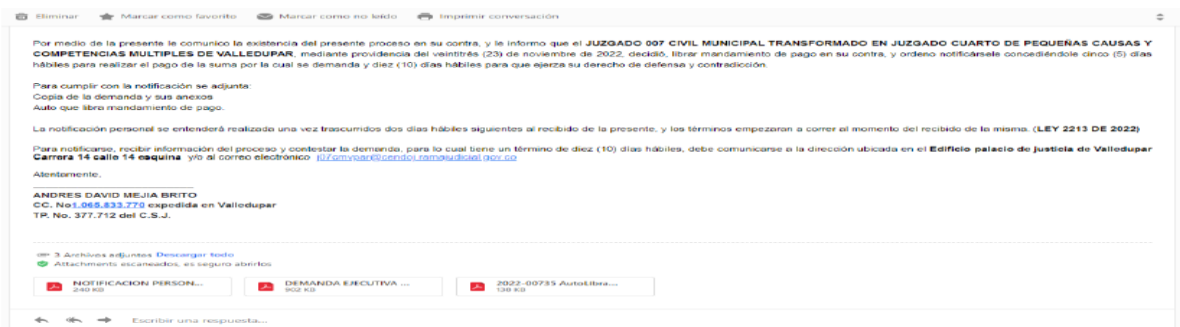 Eliminar Marcar como favorito Marcar como no leído Imprimir conversación
Por medio de la presente le comunico la existencia del presente proceso en su contra, y le informo que el JUZGADO 007 CIVIL MUNICIPAL TRANSFORMADO EN JUZGADO CUARTO DE PEQUEÑAS CAUSAS Y
COMPETENCIAS MULTIPLES DE VALLEDUPAR, mediante providencia del veintitrés (23) de noviembre de 2022, decidió, librar mandamiento de pago en su contra, y ordeno notificársele concediéndole cinco (5) días
hábiles para realizar el pago de la suma por la cual se demanda y diez (10) días hábiles para que ejerza su derecho de defensa y contradicción.
Para cumplir con la notificación se adjunta:
Copia de la demanda y sus anexos
Auto que libra mandamiento de pago.
La notificación personal se entenderá realizada una vez trascurridos dos días hábiles siguientes al recibido de la presente, y los términos empezaran a correr al momento del recibido de la misma. (LEY 2213 DE 2022)
Para notificarse, recibir información del proceso y contestar la demanda, para lo cual tiene un término de diez (10) días hábiles, debe comunicarse a la dirección ubicada en el Edificio palacio de justicia de Valledupar
Carrera 14 calle 14 esquina y/o al correo electrónico j07cmvpar@cendoj.ramajudicial.gov.co
Atentamente,
ANDRES DAVID MEJIA BRITO
CC. No1.065.833.770 expedida en Valledupar
TP. No. 377.712 del C.S.J.
3 Archivos adjuntos Descargar todo
Attachments escaneados, es seguro abrirlos
NOTIFICACION PERSON... DEMANDA EJECUTIVA ... 2022-00735 AutoLibra...
240 KB 902 KB 138 KB
Escribir una respuesta...